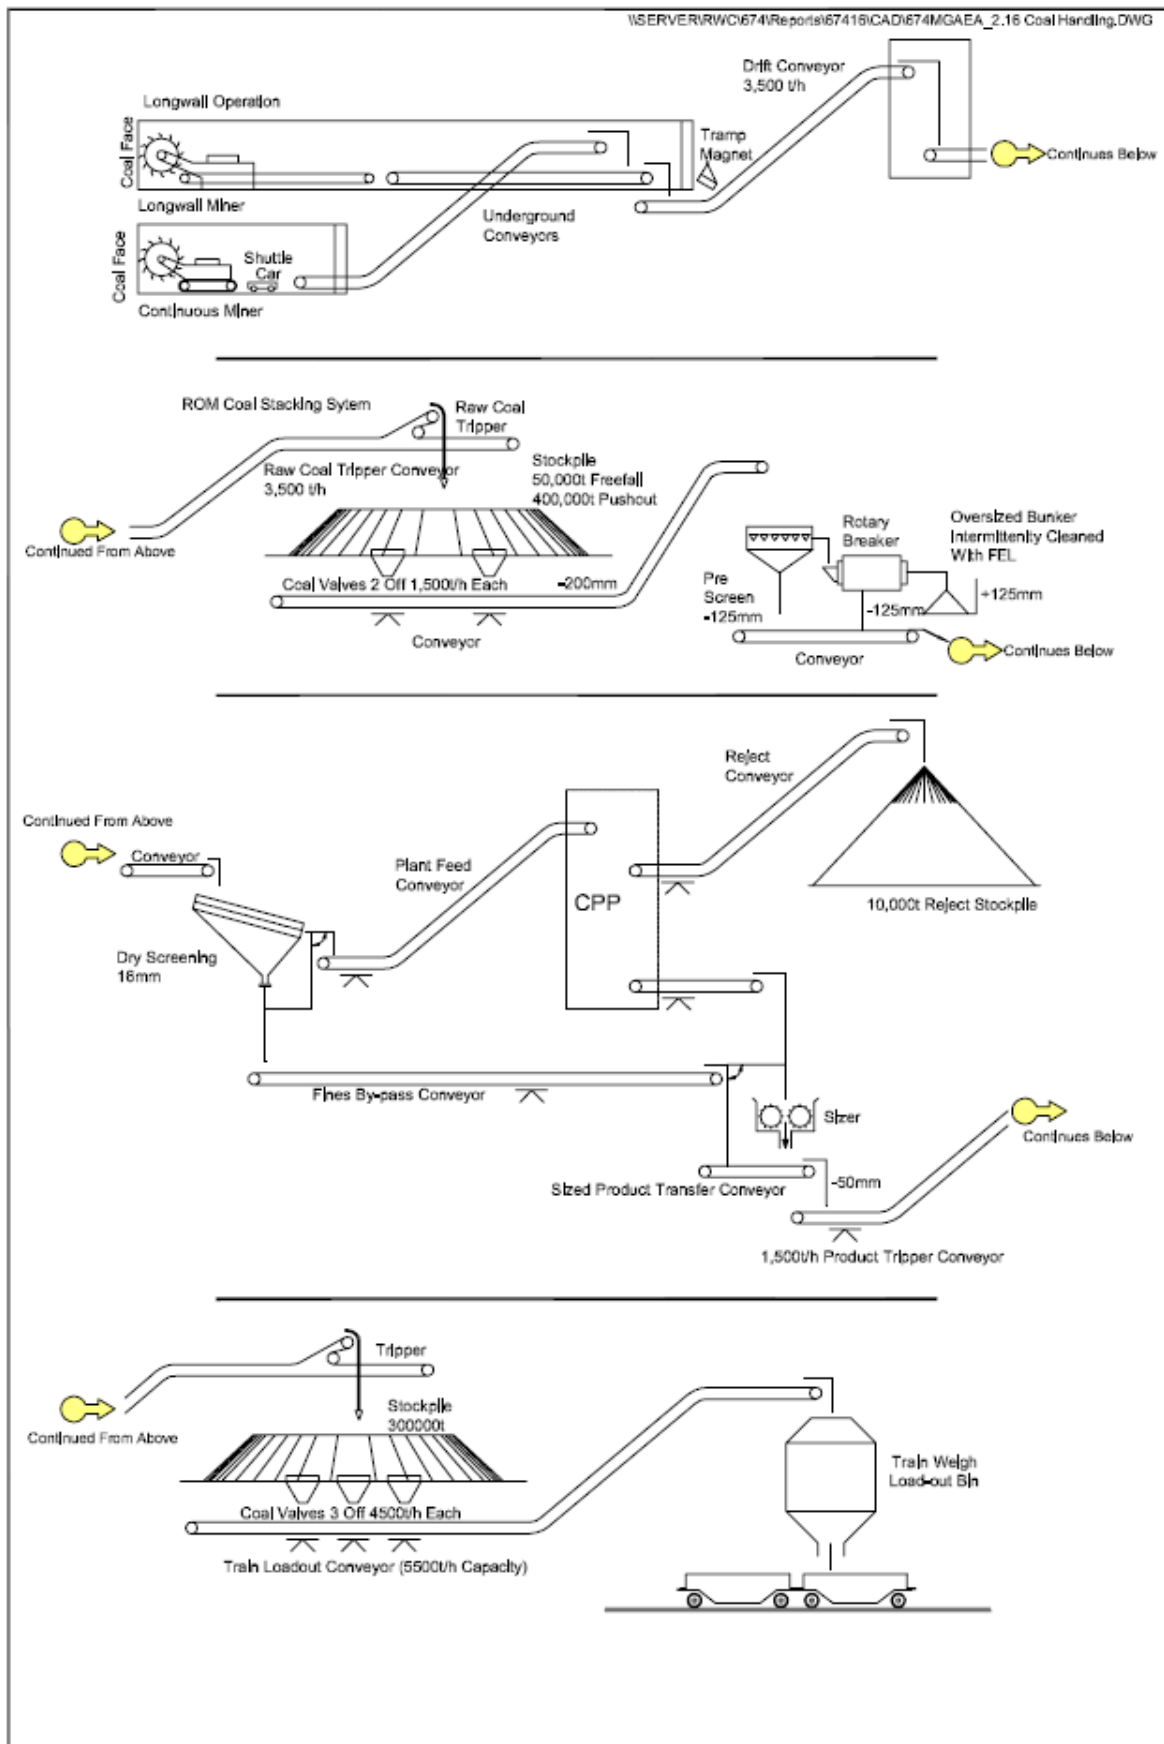 \\SERVER\RWC\674\Reports\67416\CAD\674MGAEA_2.16 Coal Handling.DWG
Drift Conveyor
3,500 t/h
Longwall Operation
Coal Face
Tramp
Magnet
Continues Below
Longwall Miner
Underground
Conveyors
Coal Face
Shuttle
Car
Continuous Miner
ROM Coal Stacking Sytem
Raw Coal
Tripper
Raw Coal Tripper Conveyor
3,500 t/h
Stockpile
50,000t Freefall
400,000t Pushout
Continued From Above
Coal Valves 2 Off 1,500t/h Each
-200mm
Conveyor
Rotary
Breaker
Oversized Bunker
Intermittenity Cleaned
With FEL
Pre
Screen
-125mm
-125mm
+125mm
Conveyor
Continues Below
Reject
Conveyor
Continued From Above
Conveyor
Plant Feed
Conveyor
CPP
10,000t Reject Stockpile
Dry Screening
16mm
Fines By-pass Conveyor
Sizer
Continues Below
Sized Product Transfer Conveyor
-50mm
1,500t/h Product Tripper Conveyor
Tripper
Stockpile
300000t
Continued From Above
Coal Valves 3 Off 4500t/h Each
Train Loadout Conveyor (5500t/h Capacity)
Train Weigh
Load-out Bin